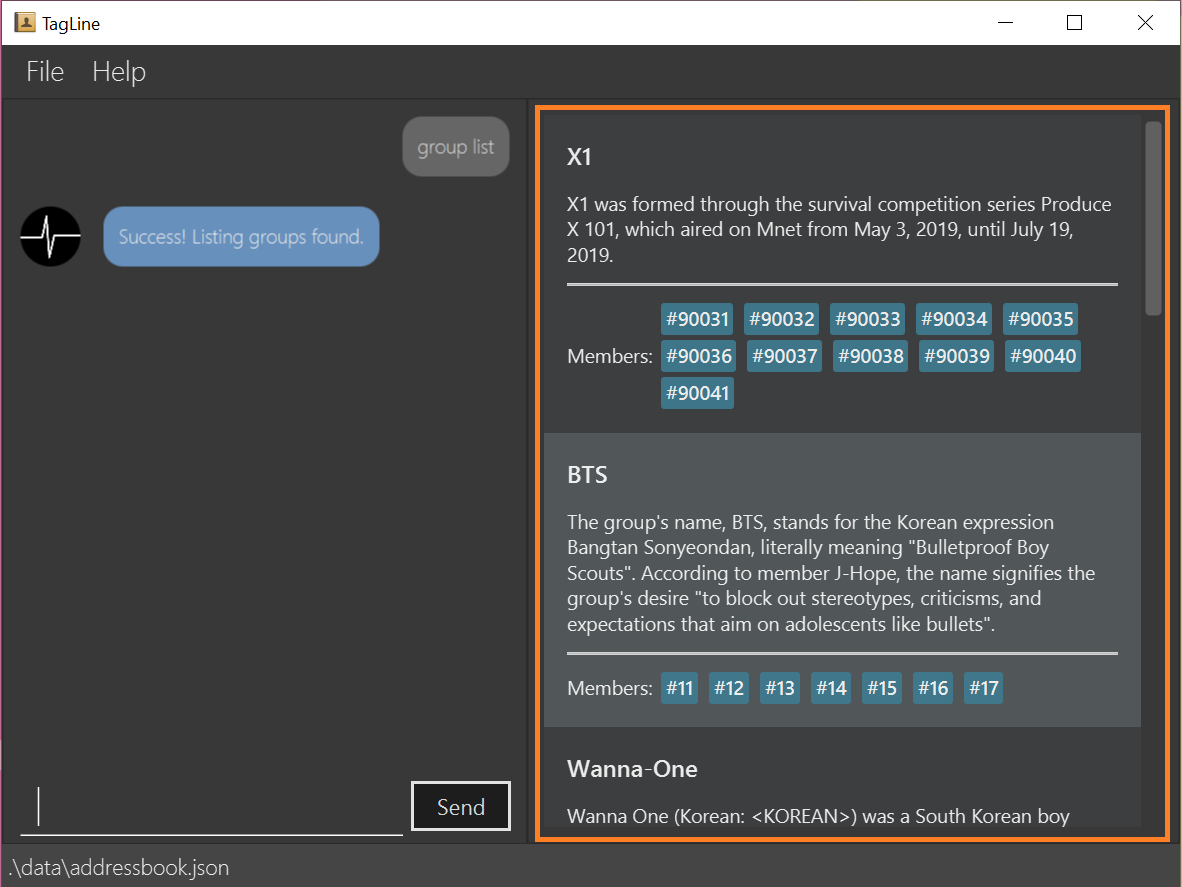 TagLine
File Help
group list
Success! Listing groups found.
Send
X1
X1 was formed through the survival competition series Produce
X 101, which aired on Mnet from May 3, 2019, until July 19,
2019.
#90031 #90032 #90033 #90034 #90035
Members: #90036 #90037 #90038 #90039 #90040
#90041
BTS
The group's name, BTS, stands for the Korean expression
Bangtan Sonyeondan, literally meaning "Bulletproof Boy
Scouts". According to member J-Hope, the name signifies the
group's desire "to block out stereotypes, criticisms, and
expectations that aim on adolescents like bullets".
Members: #11 #12 #13 #14 #15 #16 #17
Wanna-One
Wanna One (Korean: <KOREAN>) was a South Korean boy
.\data\addressbook.json